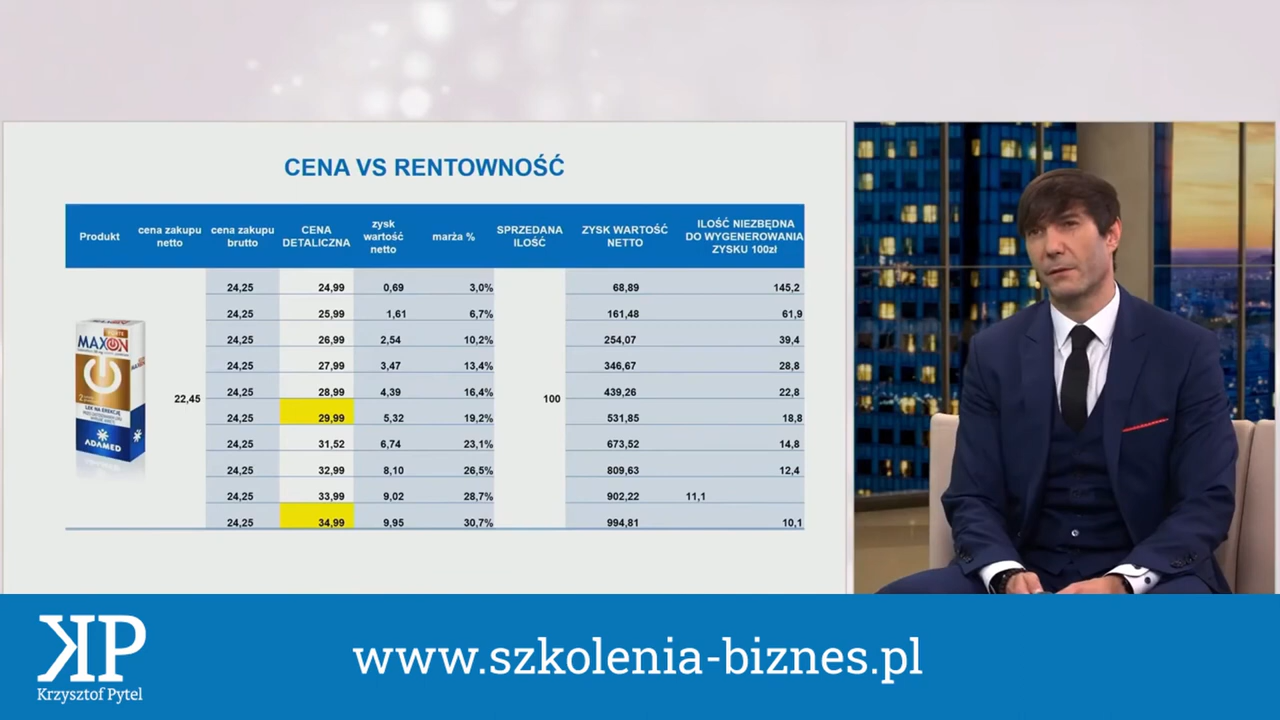 CENA VS RENTOWNOŚĆ
Produkt
cena zakupu
netto
cena zakupu
brutto
CENA
DETALICZNA
zysk
wartość
netto
marża %
SPRZEDANA
ILOŚĆ
ZYSK WARTOŚĆ
NETTO
ILOŚĆ NIEZBĘDNA
DO WYGENEROWANIA
ZYSKU 100zł
24,25 24,99 0,69 3,0% 68,89 145,2
24,25 25,99 1,61 6,7% 161,48 61,9
24,25 26,99 2,54 10,2% 254,07 39,4
24,25 27,99 3,47 13,4% 346,67 28,8
24,25 28,99 4,39 16,4% 439,26 22,8
22,45 100
24,25 29,99 5,32 19,2% 531,85 18,8
24,25 31,52 6,74 23,1% 673,52 14,8
24,25 32,99 8,10 26,5% 809,63 12,4
24,25 33,99 9,02 28,7% 902,22 11,1
24,25 34,99 9,95 30,7% 994,81 10,1
FORTE
MAXON
LEK NA EREKCJĘ
ADAMED
KP
Krzysztof Pytel
www.szkolenia-biznes.pl